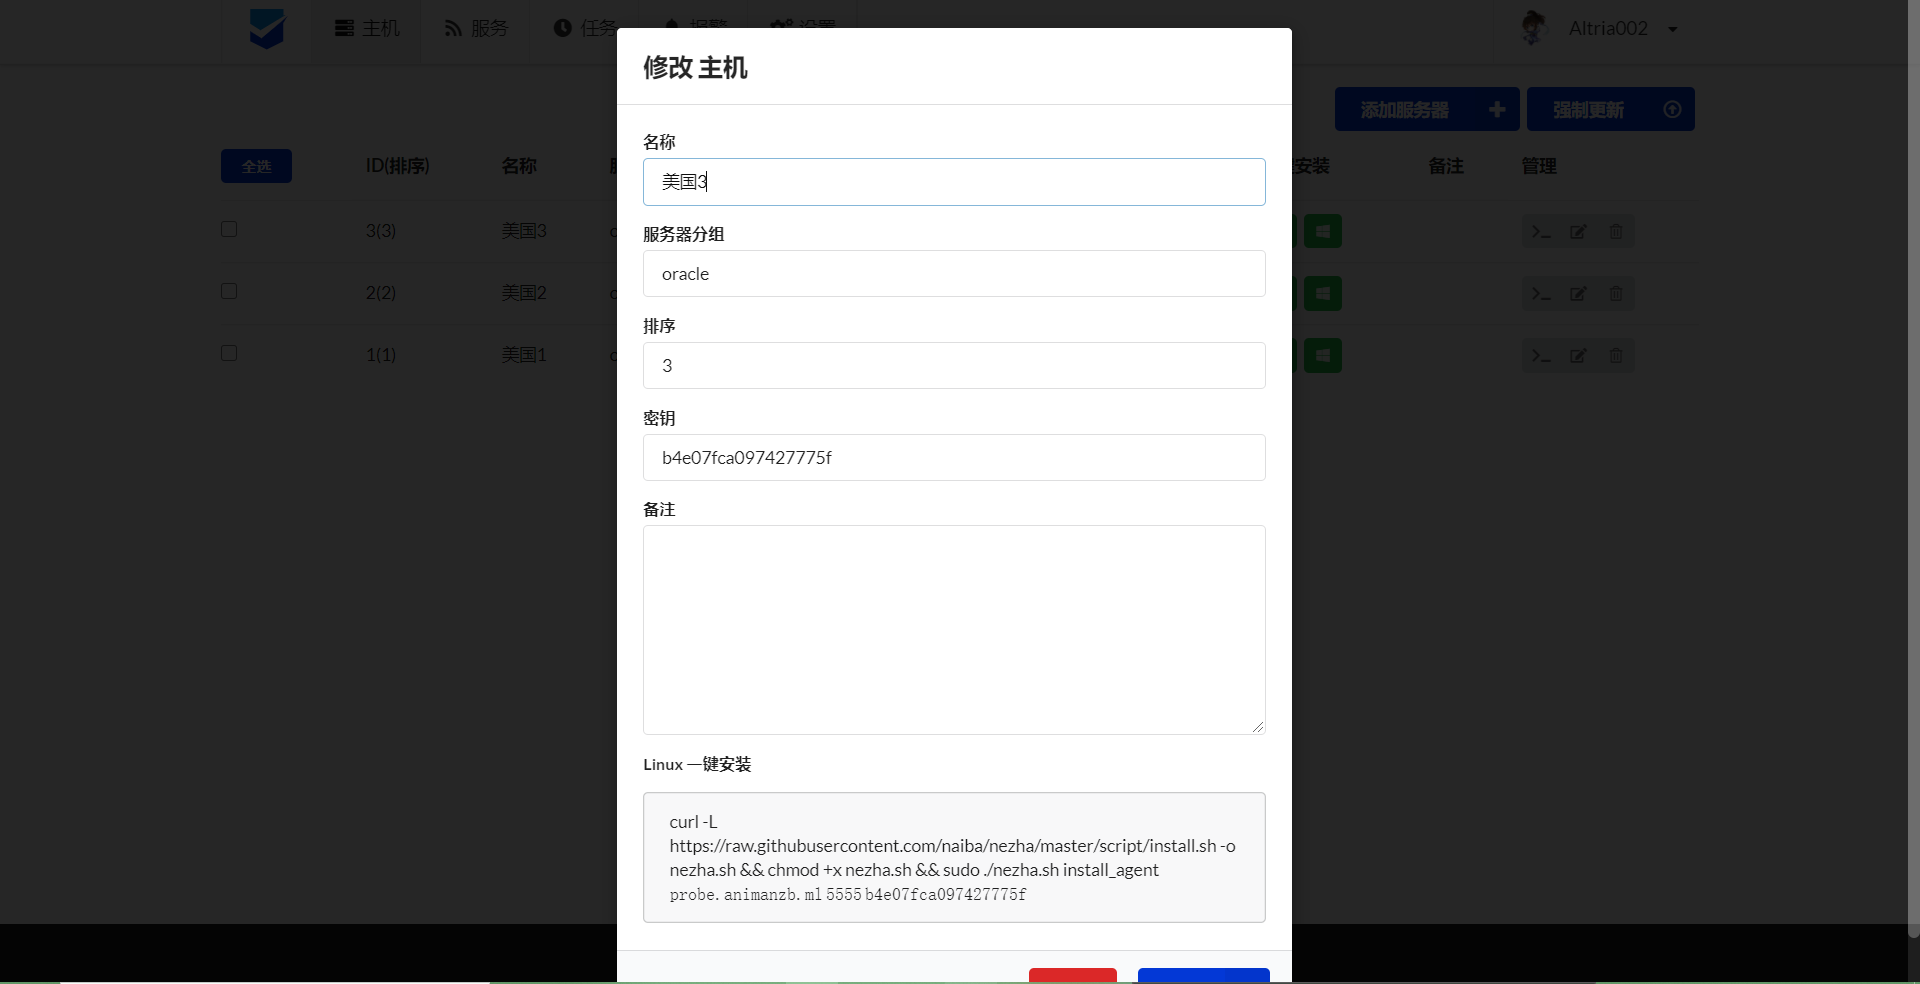 主机 服务 任务 报警 设置 Altria002
修改 主机
添加服务器 强制更新
名称
全选 ID(排序) 名称 安装 备注 管理
美国3
3(3) 美国3
服务器分组
oracle
2(2) 美国2
排序
1(1) 美国1
3
密钥
b4e07fca097427775f
备注
Linux 一键安装
curl -L
https://raw.githubusercontent.com/naiba/nezha/master/script/install.sh -o
nezha.sh && chmod +x nezha.sh && sudo ./nezha.sh install_agent
probe.animanzb.ml 5555 b4e07fca097427775f